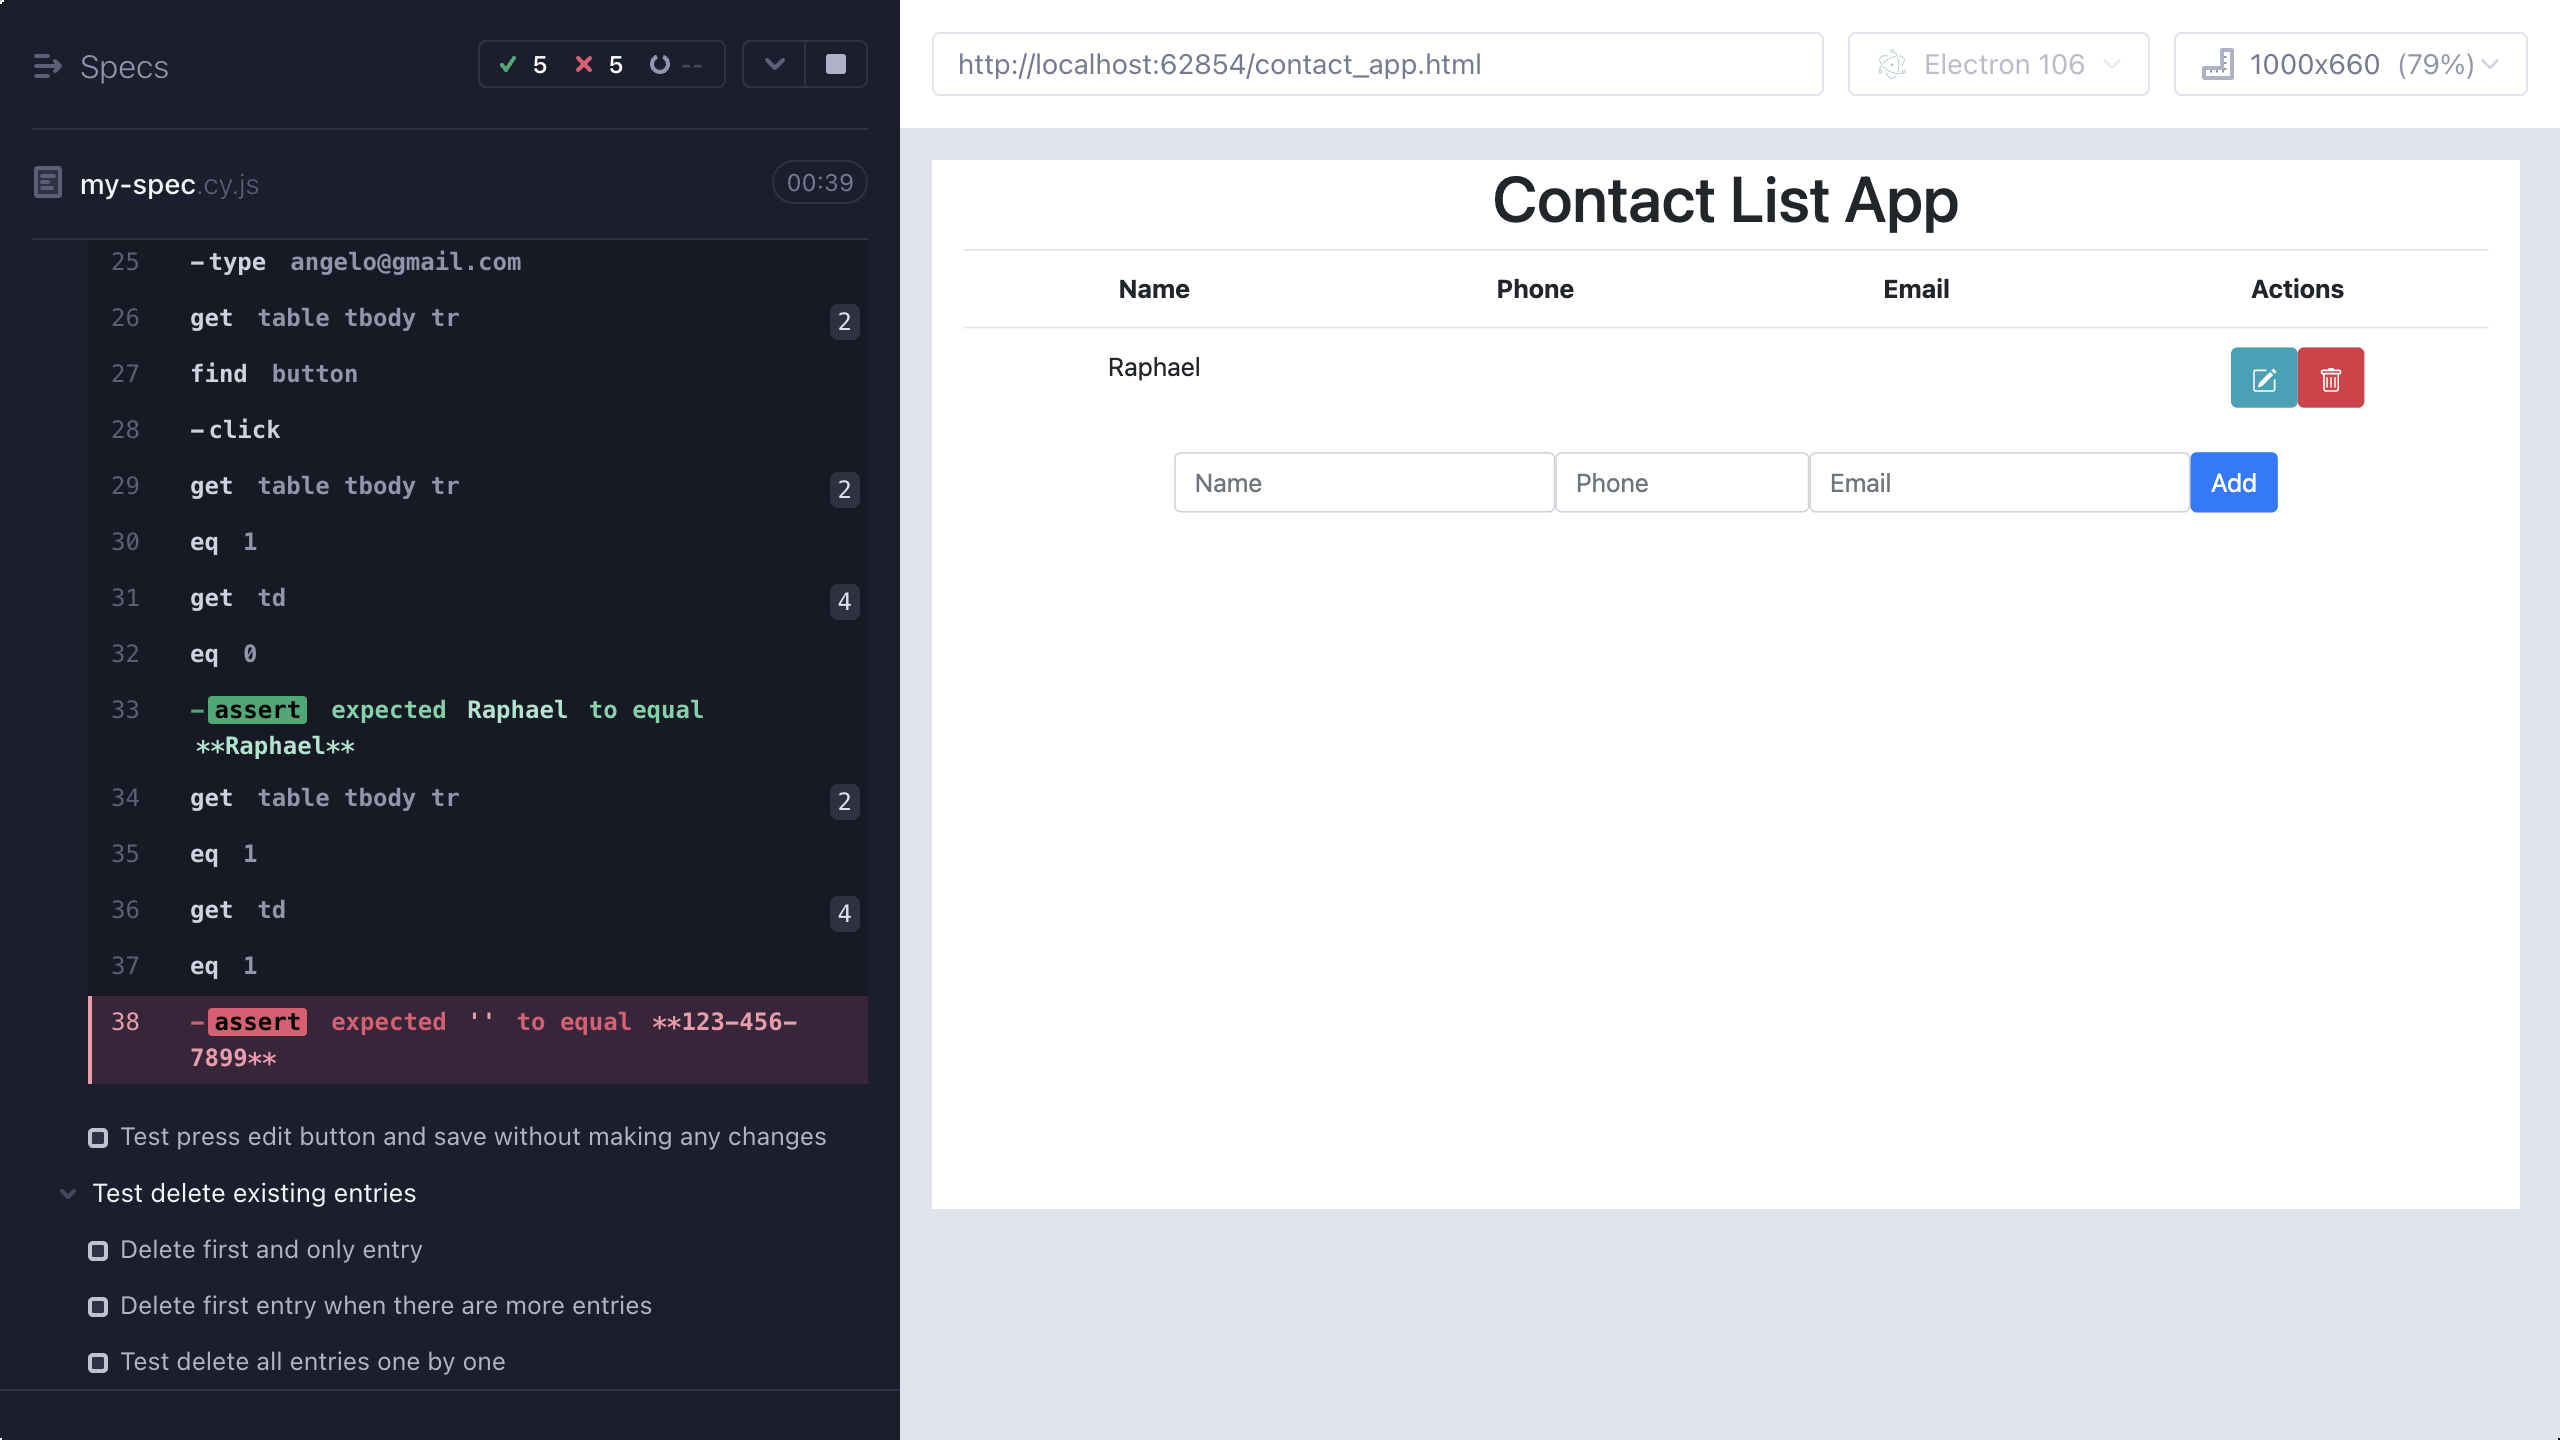 Specs
5 5 --
my-spec.cy.js 00:39
25 -type angelo@gmail.com
26 get table tbody tr 2
27 find button
28 -click
29 get table tbody tr 2
30 eq 1
31 get td 4
32 eq 0
33 -assert expected Raphael to equal
**Raphael**
34 get table tbody tr 2
35 eq 1
36 get td 4
37 eq 1
38 -assert expected '' to equal **123-456-
7899**
Test press edit button and save without making any changes
Test delete existing entries
Delete first and only entry
Delete first entry when there are more entries
Test delete all entries one by one
http://localhost:62854/contact_app.html Electron 106 1000x660 (79%)
Contact List App
Name Phone Email Actions
Raphael
Name Phone Email Add